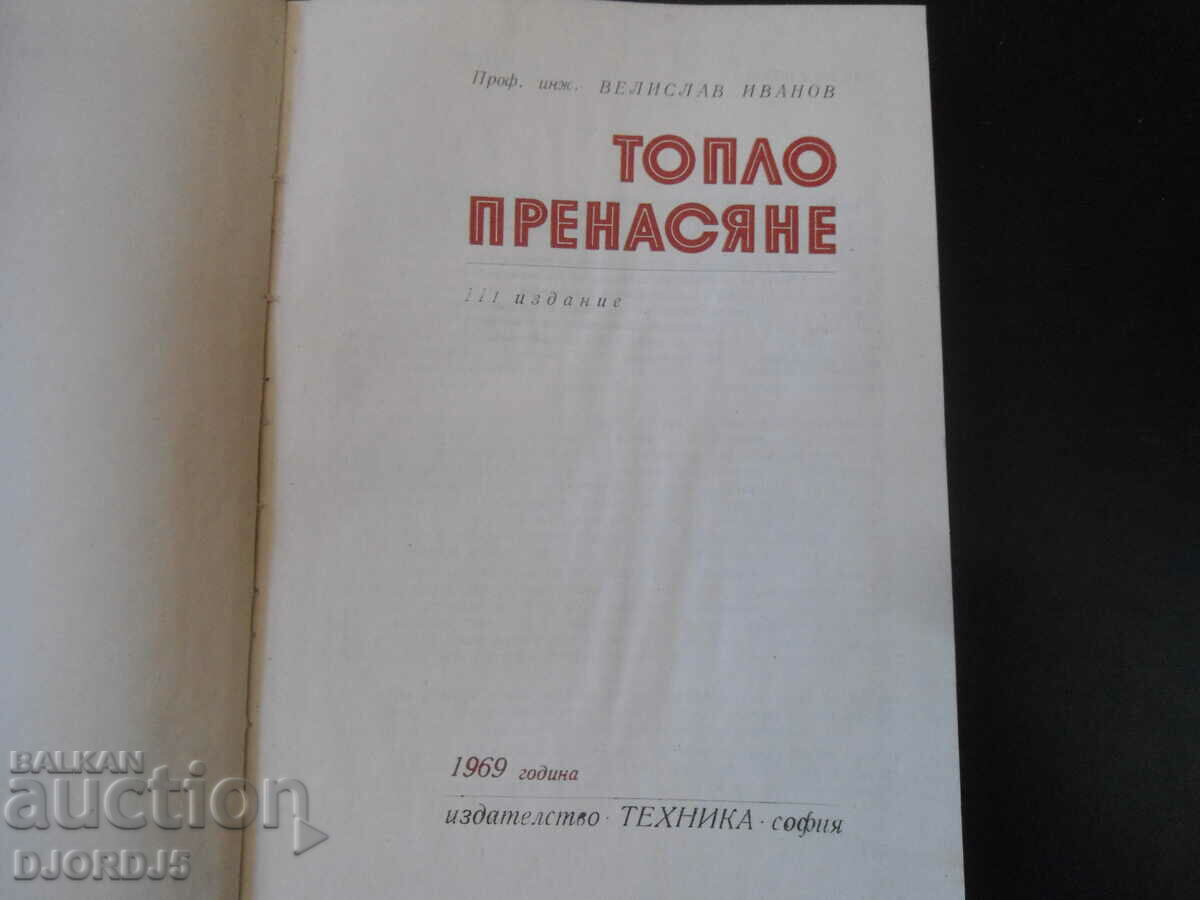 Проф. инж. ВЕЛИСЛАВ ИВАНОВ
ТОПЛО
ПРЕНАСЯНЕ
III издание
1969 година
издателство · ТЕХНИКА · софия
BALKAN
auction
DJORDJ5